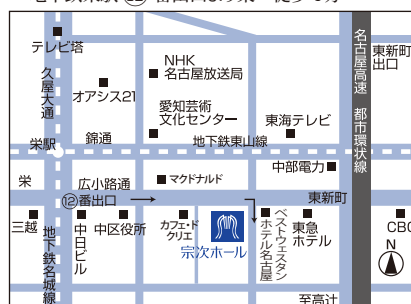 テレビ塔
NHK
名古屋放送局
名古屋高速 都市環状線
東新町
出口
久屋大通
オアシス21
愛知芸術
文化センター
東海テレビ
栄駅
錦通
地下鉄東山線
中部電力
栄
広小路通
マクドナルド
東新町
⑫番出口
三越
地下鉄名城線
中日ビル
中区役所
カフェ・ド
クリエ
宗次ホール
ベストウェスタン
ホテル名古屋
東急
ホテル
CBC
N
至高辻